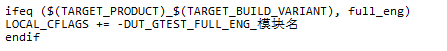 ifeq ($(TARGET_PRODUCT)_$(TARGET_BUILD_VARIANT), full_eng)
LOCAL_CFLAGS += -DUT_GTEST_FULL_ENG_模块名
endif